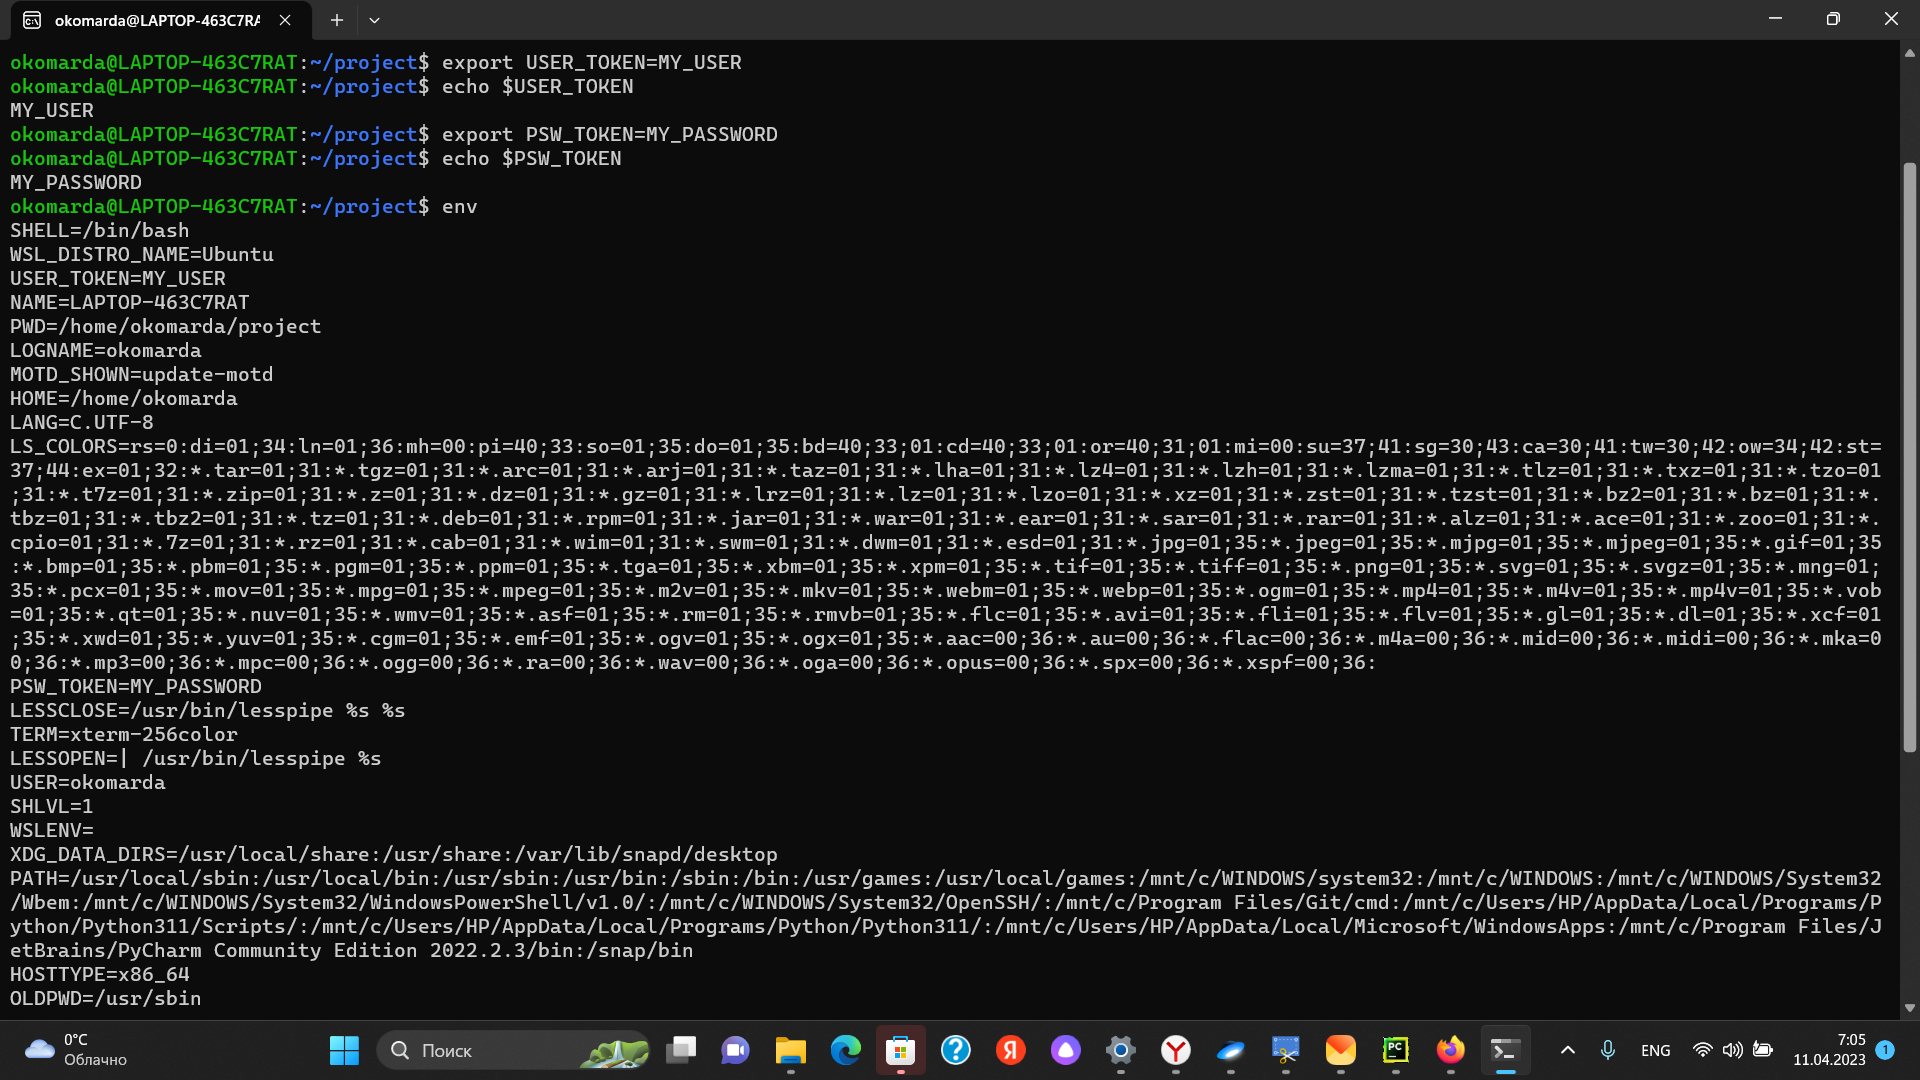 okomarda@LAPTOP-463C7RA
okomarda@LAPTOP-463C7RAT:~/project$ export USER_TOKEN=MY_USER
okomarda@LAPTOP-463C7RAT:~/project$ echo $USER_TOKEN
MY_USER
okomarda@LAPTOP-463C7RAT:~/project$ export PSW_TOKEN=MY_PASSWORD
okomarda@LAPTOP-463C7RAT:~/project$ echo $PSW_TOKEN
MY_PASSWORD
okomarda@LAPTOP-463C7RAT:~/project$ env
SHELL=/bin/bash
WSL_DISTRO_NAME=Ubuntu
USER_TOKEN=MY_USER
NAME=LAPTOP-463C7RAT
PWD=/home/okomarda/project
LOGNAME=okomarda
MOTD_SHOWN=update-motd
HOME=/home/okomarda
LANG=C.UTF-8
LS_COLORS=rs=0:di=01;34:ln=01;36:mh=00:pi=40;33:so=01;35:do=01;35:bd=40;33;01:cd=40;33;01:or=40;31;01:mi=00:su=37;41:sg=30;43:ca=30;41:tw=30;42:ow=34;42:st=
37;44:ex=01;32:*.tar=01;31:*.tgz=01;31:*.arc=01;31:*.arj=01;31:*.taz=01;31:*.lha=01;31:*.lz4=01;31:*.lzh=01;31:*.lzma=01;31:*.tlz=01;31:*.txz=01;31:*.tzo=01
;31:*.t7z=01;31:*.zip=01;31:*.z=01;31:*.dz=01;31:*.gz=01;31:*.lrz=01;31:*.lz=01;31:*.lzo=01;31:*.xz=01;31:*.zst=01;31:*.tzst=01;31:*.bz2=01;31:*.bz=01;31:*.
tbz=01;31:*.tbz2=01;31:*.tz=01;31:*.deb=01;31:*.rpm=01;31:*.jar=01;31:*.war=01;31:*.ear=01;31:*.sar=01;31:*.rar=01;31:*.alz=01;31:*.ace=01;31:*.zoo=01;31:*.
cpio=01;31:*.7z=01;31:*.rz=01;31:*.cab=01;31:*.wim=01;31:*.swm=01;31:*.dwm=01;31:*.esd=01;31:*.jpg=01;35:*.jpeg=01;35:*.mjpg=01;35:*.mjpeg=01;35:*.gif=01;35
:*.bmp=01;35:*.pbm=01;35:*.pgm=01;35:*.ppm=01;35:*.tga=01;35:*.xbm=01;35:*.xpm=01;35:*.tif=01;35:*.tiff=01;35:*.png=01;35:*.svg=01;35:*.svgz=01;35:*.mng=01;
35:*.pcx=01;35:*.mov=01;35:*.mpg=01;35:*.mpeg=01;35:*.m2v=01;35:*.mkv=01;35:*.webm=01;35:*.webp=01;35:*.ogm=01;35:*.mp4=01;35:*.m4v=01;35:*.mp4v=01;35:*.vob
=01;35:*.qt=01;35:*.nuv=01;35:*.wmv=01;35:*.asf=01;35:*.rm=01;35:*.rmvb=01;35:*.flc=01;35:*.avi=01;35:*.fli=01;35:*.flv=01;35:*.gl=01;35:*.dl=01;35:*.xcf=01
;35:*.xwd=01;35:*.yuv=01;35:*.cgm=01;35:*.emf=01;35:*.ogv=01;35:*.ogx=01;35:*.aac=00;36:*.au=00;36:*.flac=00;36:*.m4a=00;36:*.mid=00;36:*.midi=00;36:*.mka=0
0;36:*.mp3=00;36:*.mpc=00;36:*.ogg=00;36:*.ra=00;36:*.wav=00;36:*.oga=00;36:*.opus=00;36:*.spx=00;36:*.xspf=00;36:
PSW_TOKEN=MY_PASSWORD
LESSCLOSE=/usr/bin/lesspipe %s %s
TERM=xterm-256color
LESSOPEN=| /usr/bin/lesspipe %s
USER=okomarda
SHLVL=1
WSLENV=
XDG_DATA_DIRS=/usr/local/share:/usr/share:/var/lib/snapd/desktop
PATH=/usr/local/sbin:/usr/local/bin:/usr/sbin:/usr/bin:/sbin:/bin:/usr/games:/usr/local/games:/mnt/c/WINDOWS/system32:/mnt/c/WINDOWS:/mnt/c/WINDOWS/System32
/Wbem:/mnt/c/WINDOWS/System32/WindowsPowerShell/v1.0/:/mnt/c/WINDOWS/System32/OpenSSH/:/mnt/c/Program Files/Git/cmd:/mnt/c/Users/HP/AppData/Local/Programs/P
ython/Python311/Scripts/:/mnt/c/Users/HP/AppData/Local/Programs/Python/Python311/:/mnt/c/Users/HP/AppData/Local/Microsoft/WindowsApps:/mnt/c/Program Files/J
etBrains/PyCharm Community Edition 2022.2.3/bin:/snap/bin
HOSTTYPE=x86_64
OLDPWD=/usr/sbin
0°C
Облачно
Поиск
Я
PC
ENG
7:05
11.04.2023
1